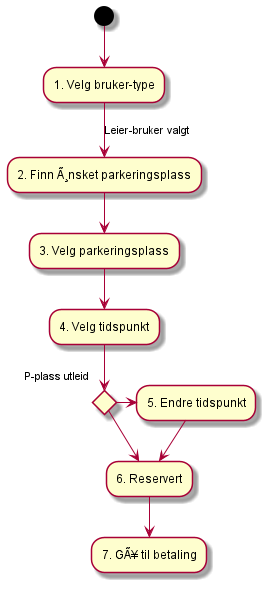 1. Velg bruker-type
Leier-bruker valgt
2. Finn Ã¸nsket parkeringsplass
3. Velg parkeringsplass
4. Velg tidspunkt
P-plass utleid
5. Endre tidspunkt
6. Reservert
7. GÃ¥ til betaling